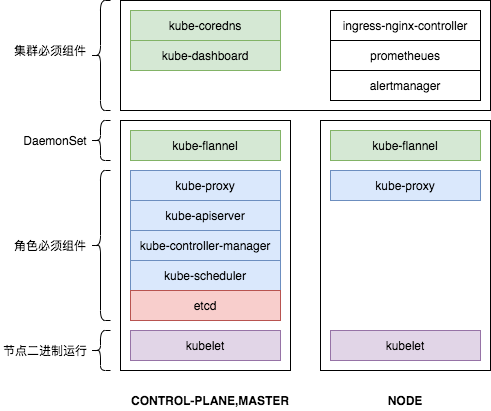 集群必须组件
kube-coredns
kube-dashboard
ingress-nginx-controller
prometheues
alertmanager
DaemonSet
kube-flannel
kube-flannel
角色必须组件
kube-proxy
kube-apiserver
kube-controller-manager
kube-scheduler
etcd
kube-proxy
节点二进制运行
kubelet
kubelet
CONTROL-PLANE,MASTER
NODE